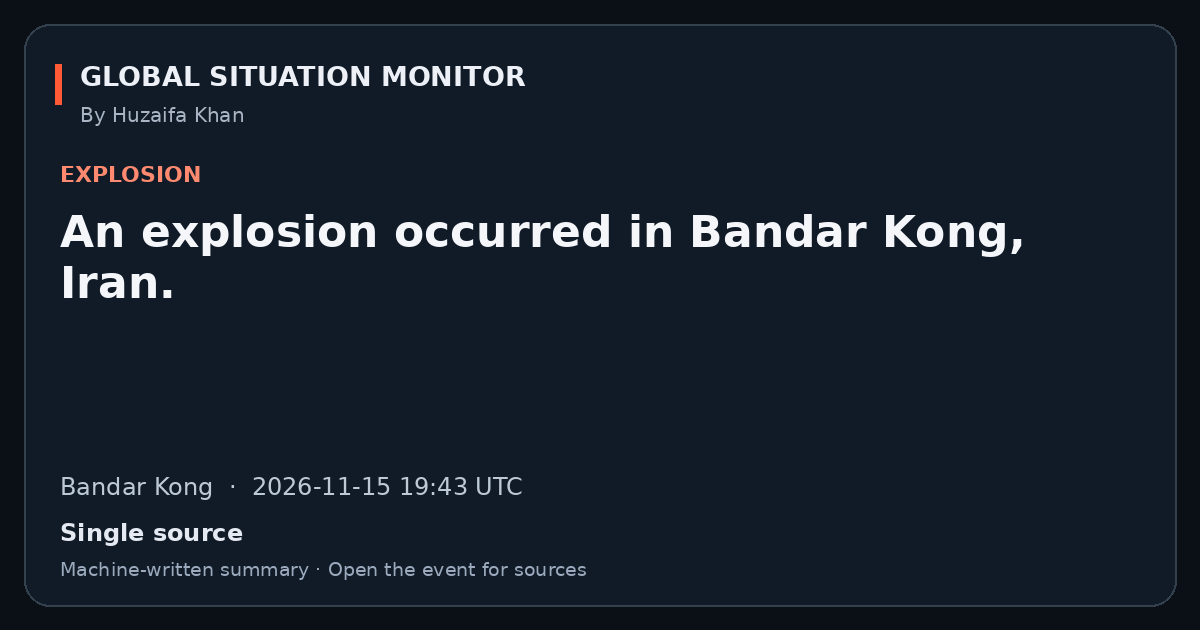 GLOBAL SITUATION MONITOR
By Huzaifa Khan
EXPLOSION
An explosion occurred in Bandar Kong,
Iran.
Bandar Kong · 2026-11-15 19:43 UTC
Single source
Machine-written summary · Open the event for sources